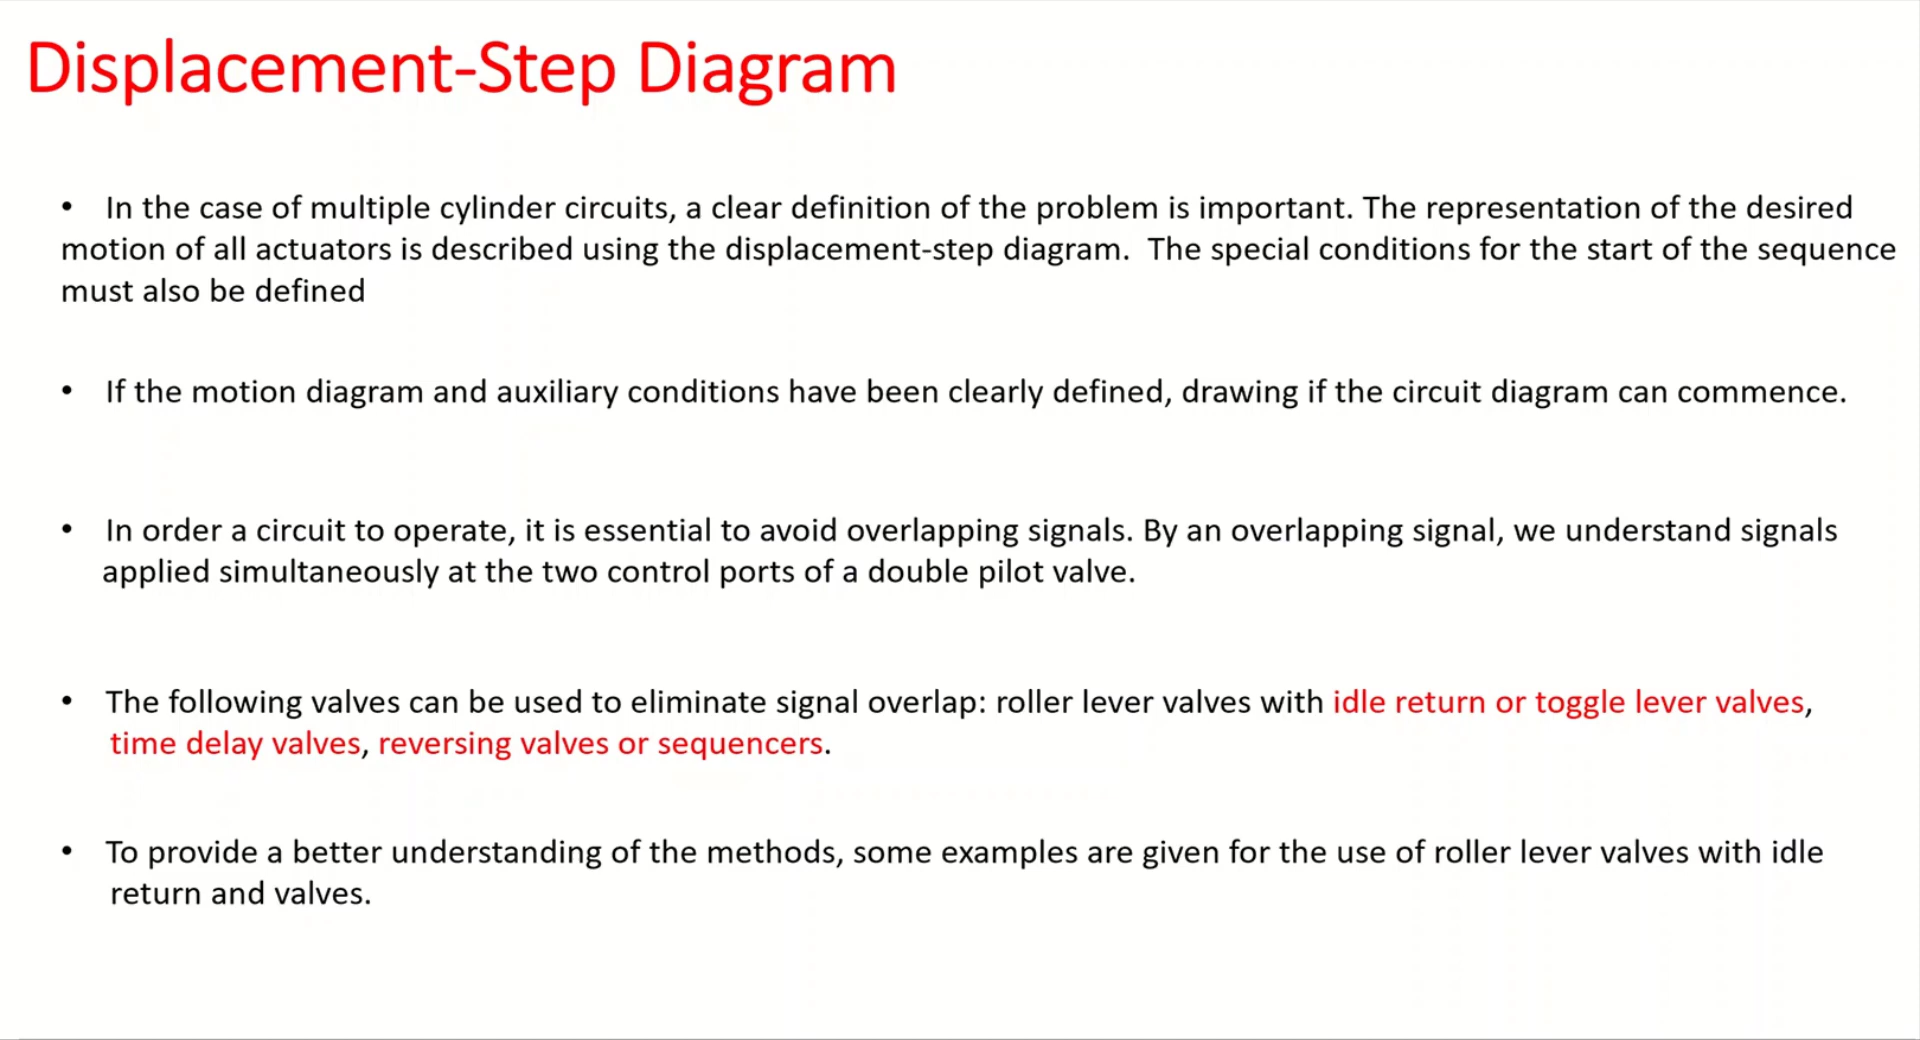 Displacement-Step Diagram
• In the case of multiple cylinder circuits, a clear definition of the problem is important. The representation of the desired
motion of all actuators is described using the displacement-step diagram.  The special conditions for the start of the sequence
must also be defined
• If the motion diagram and auxiliary conditions have been clearly defined, drawing if the circuit diagram can commence.
• In order a circuit to operate, it is essential to avoid overlapping signals. By an overlapping signal, we understand signals
applied simultaneously at the two control ports of a double pilot valve.
• The following valves can be used to eliminate signal overlap: roller lever valves with idle return or toggle lever valves,
time delay valves, reversing valves or sequencers.
• To provide a better understanding of the methods, some examples are given for the use of roller lever valves with idle
return and valves.